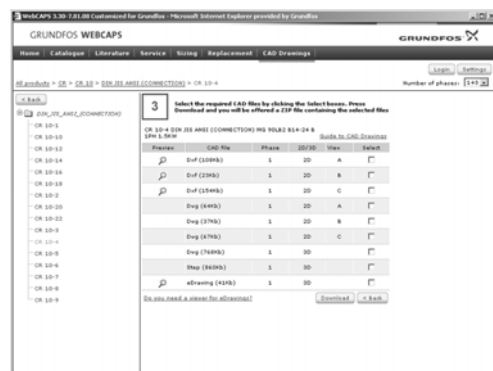 WebCAPS 3.30-7.81.08 Customized for Grundfos - Microsoft Internet Explorer provided by Grundfos
GRUNDFOS WEBCAPS
GRUNDFOS
Home Catalogue Literature Service Sizing Replacement CAD Drawings
Login Settings
All products > CR > CR 10 > DIN JIS ANSI (CONNECTION) > CR 10-4
Number of phases:
< Back
DIN_JIS_ANSI_(CONNECTION)
CR 10-1
CR 10-10
CR 10-12
CR 10-14
CR 10-16
CR 10-18
CR 10-2
CR 10-20
CR 10-22
CR 10-3
CR 10-4
CR 10-5
CR 10-6
CR 10-7
CR 10-8
CR 10-9
3
Select the required CAD files by clicking the Select boxes. Press
Download and you will be offered a ZIP file containing the selected files
CR 10-4 DIN JIS ANSI (CONNECTION) MG 90LB2 B14-24 B
1PH 1.5KW
Guide to CAD Drawings
Preview CAD file Phase 2D/3D View Select
Dxf (109Kb) 1 2D A
Dxf (23Kb) 1 2D B
Dxf (154Kb) 1 2D C
Dwg (64Kb) 1 2D A
Dwg (37Kb) 1 2D B
Dwg (67Kb) 1 2D C
Dwg (760Kb) 1 3D
Step (860Kb) 1 3D
eDrawing (41Kb) 1 3D
Do you need a viewer for eDrawings?
Download < Back